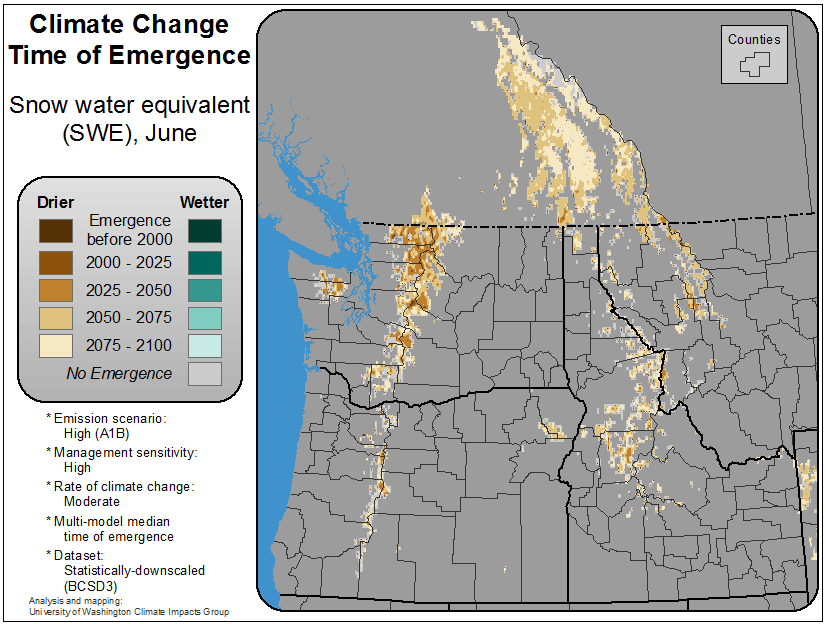 Climate Change
Time of Emergence
Snow water equivalent
(SWE), June
Counties
Drier Wetter
Emergence
before 2000
2000 - 2025
2025 - 2050
2050 - 2075
2075 - 2100
No Emergence
* Emission scenario:
High (A1B)
* Management sensitivity:
High
* Rate of climate change:
Moderate
* Multi-model median
time of emergence
* Dataset:
Statistically-downscaled
(BCSD3)
Analysis and mapping:
University of Washington Climate Impacts Group